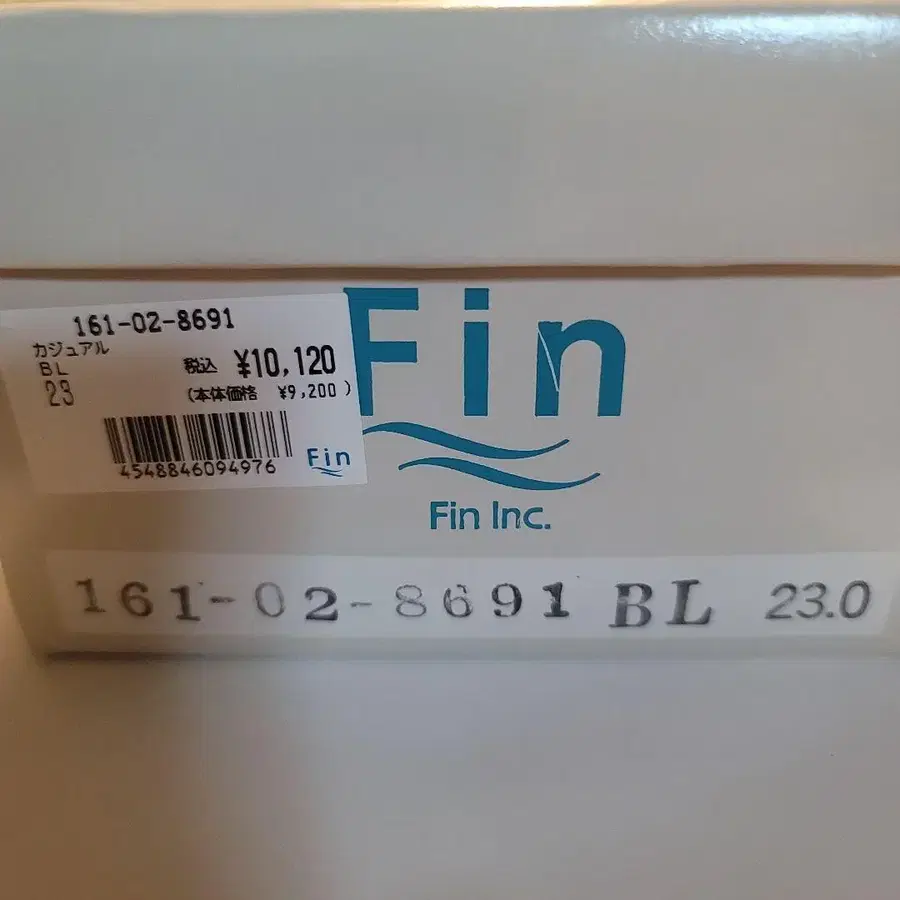 161-02-8691
カジュアル
BL
税込 ¥10,120
23
(本体価格 ¥9,200)
4548846094976
Fin
Fin
Fin Inc.
161-02-8691 BL 23.0